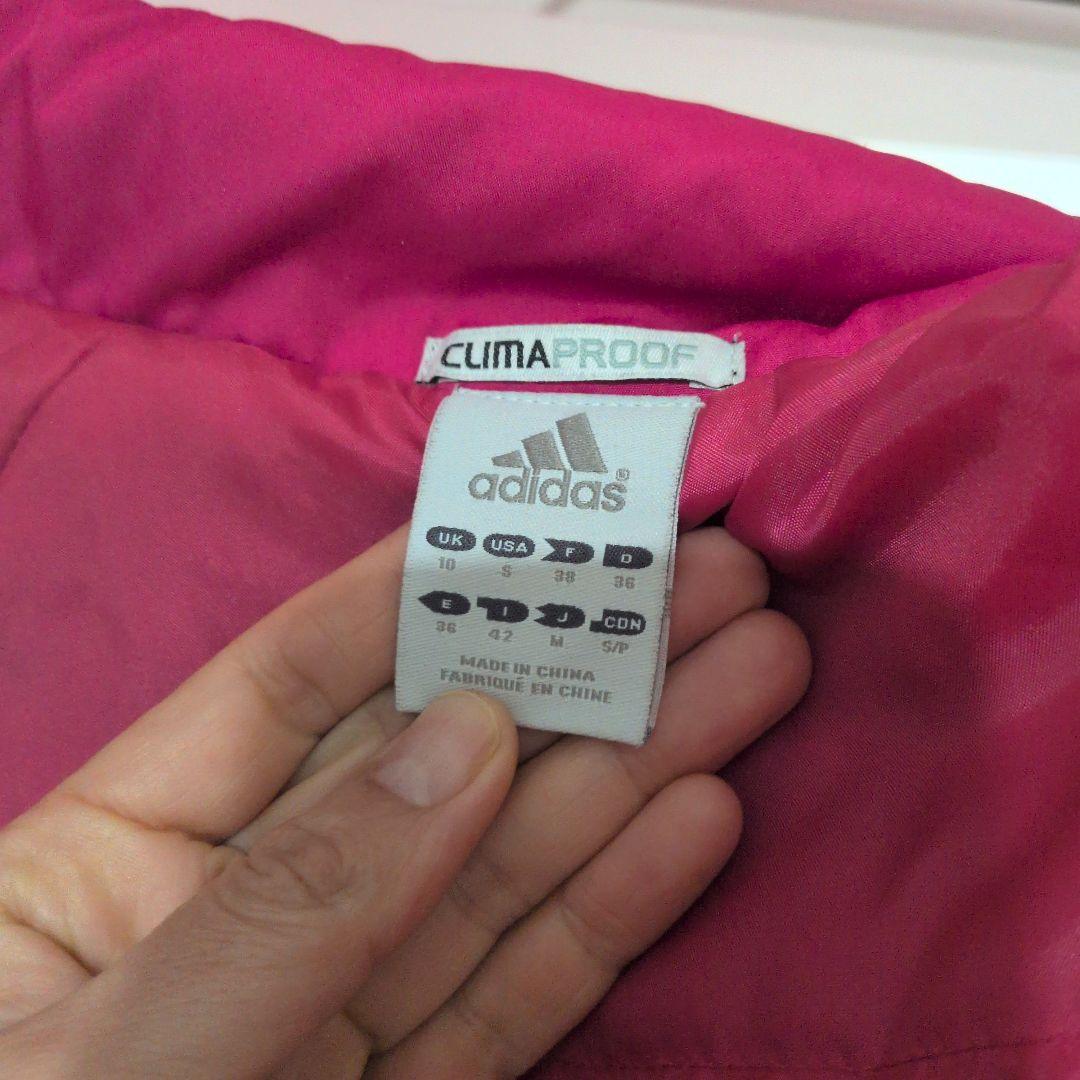 CLIMAPROOF
adidas®
UK USA F D
10 S 38 36
E I J CDN
36 42 M S/P
MADE IN CHINA
FABRIQUÉ EN CHINE